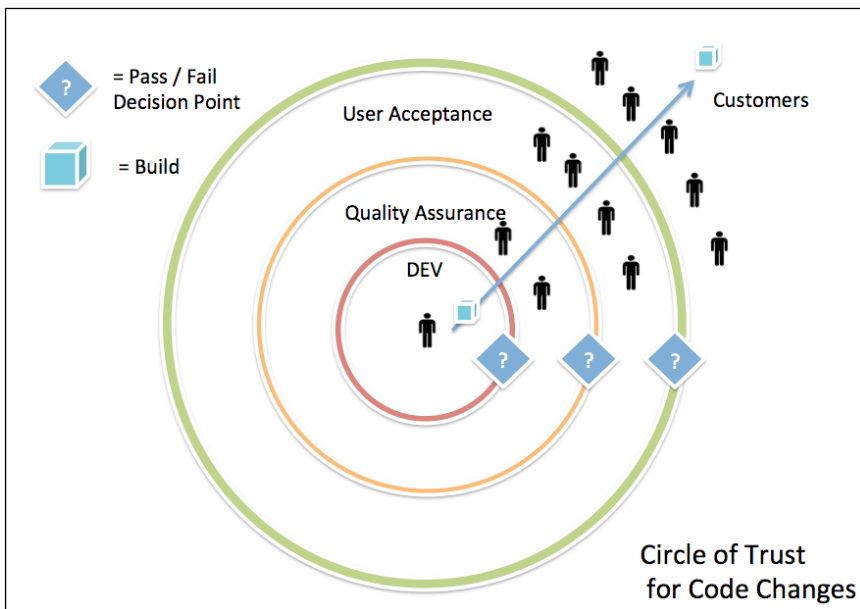 ?
= Pass / Fail
Decision Point
= Build
Customers
User Acceptance
Quality Assurance
DEV
?
?
?
Circle of Trust
for Code Changes